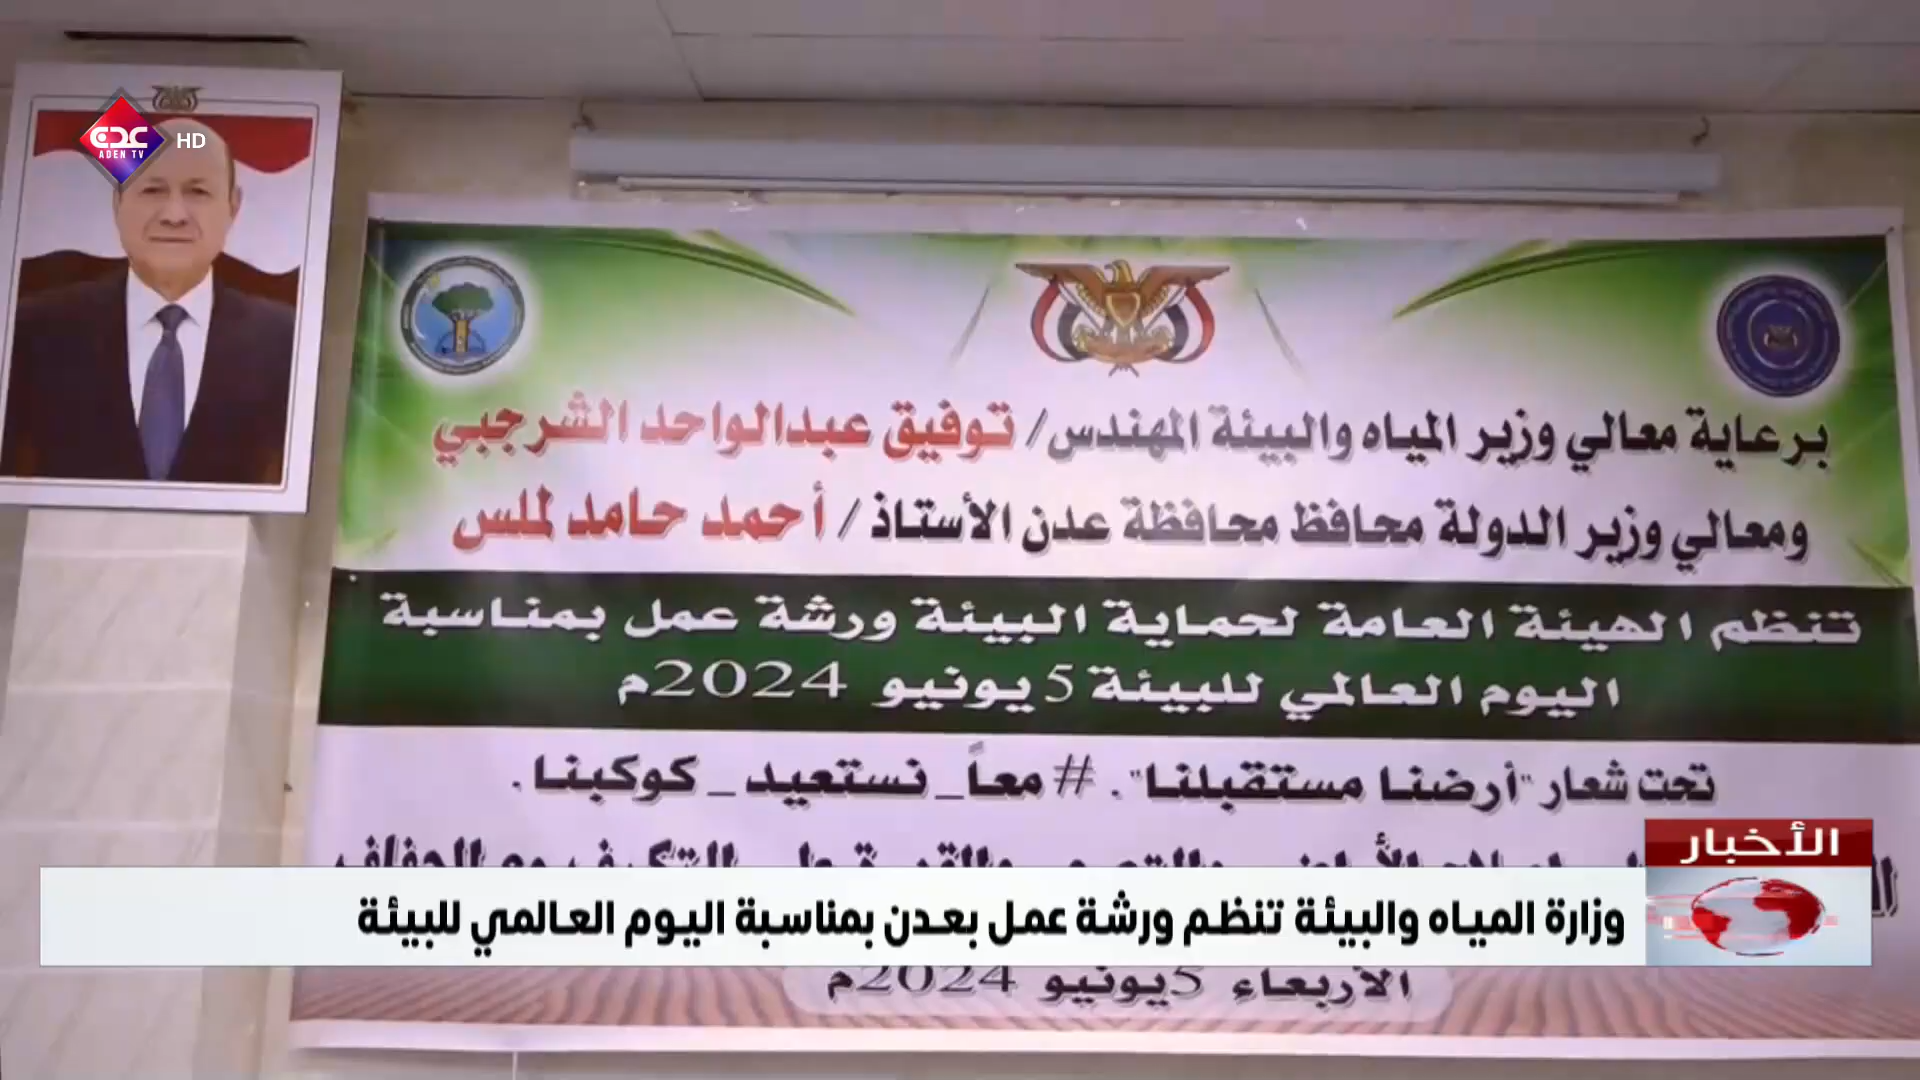 عدن
ADEN TV
HD
برعاية معالي وزير المياه والبيئة المهندس/ توفيق عبدالواحد الشرجبي
ومعالي وزير الدولة محافظ محافظة عدن الأستاذ / أحمد حامد لملس
تنظم الهيئة العامة لحماية البيئة ورشة عمل بمناسبة
اليوم العالمي للبيئة 5 يونيو 2024م
تحت شعار "أرضنا مستقبلنا". #معاً_نستعيد_كوكبنا.
الأخبار
وزارة المياه والبيئة تنظم ورشة عمل بعدن بمناسبة اليوم العالمي للبيئة
الأربعاء 5يونيو 2024م